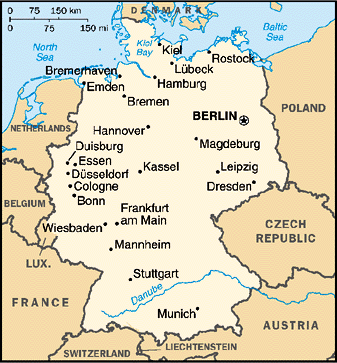 0 75 150 km
0 75 150 mi
DENMARK
North
Sea
Baltic
Sea
Kiel
Bay
Kiel
Rostock
Lübeck
Bremerhaven
Emden
Hamburg
Bremen
BERLIN
POLAND
Hannover
NETHERLANDS
Magdeburg
Duisburg
Essen
Düsseldorf
Kassel
Leipzig
Cologne
Dresden
Bonn
BELGIUM
Frankfurt
am Main
Wiesbaden
CZECH
REPUBLIC
Mannheim
LUX.
Stuttgart
FRANCE
Danube
Munich
AUSTRIA
LIECHTENSTEIN
SWITZERLAND